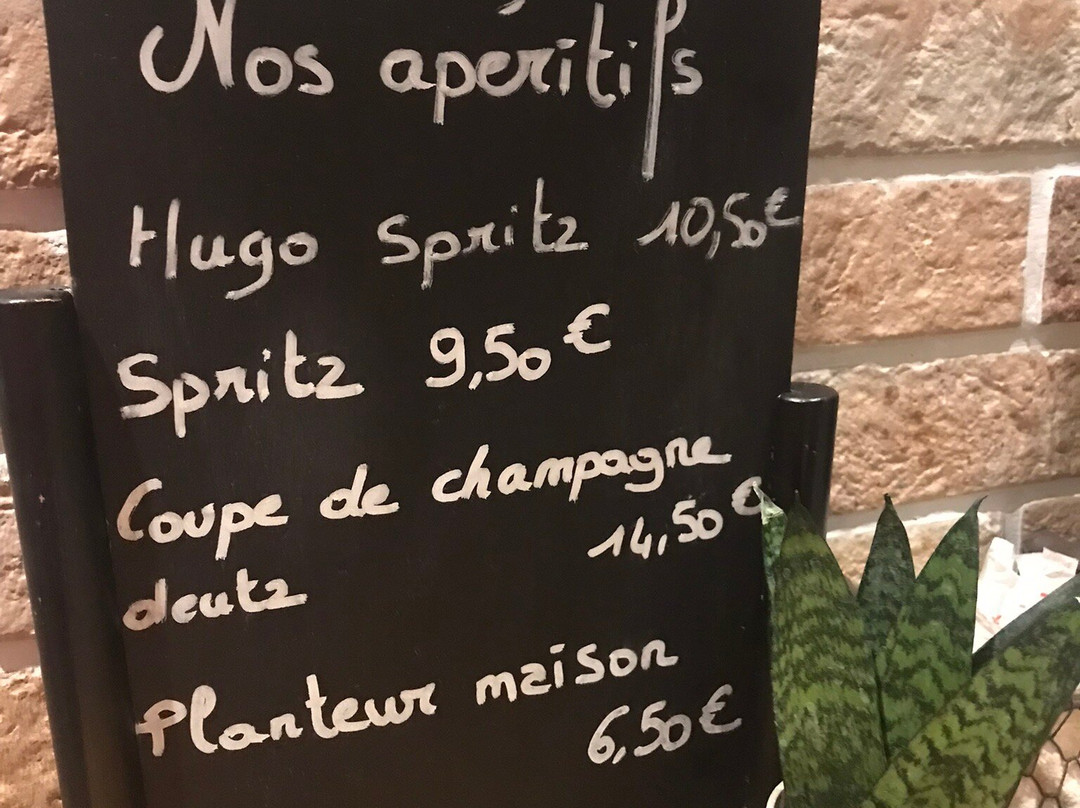 Nos aperitifs
Hugo Spritz 10,50€
Spritz 9,50€
Coupe de champagne
14,50€
deutz
Planteur maison
6,50€